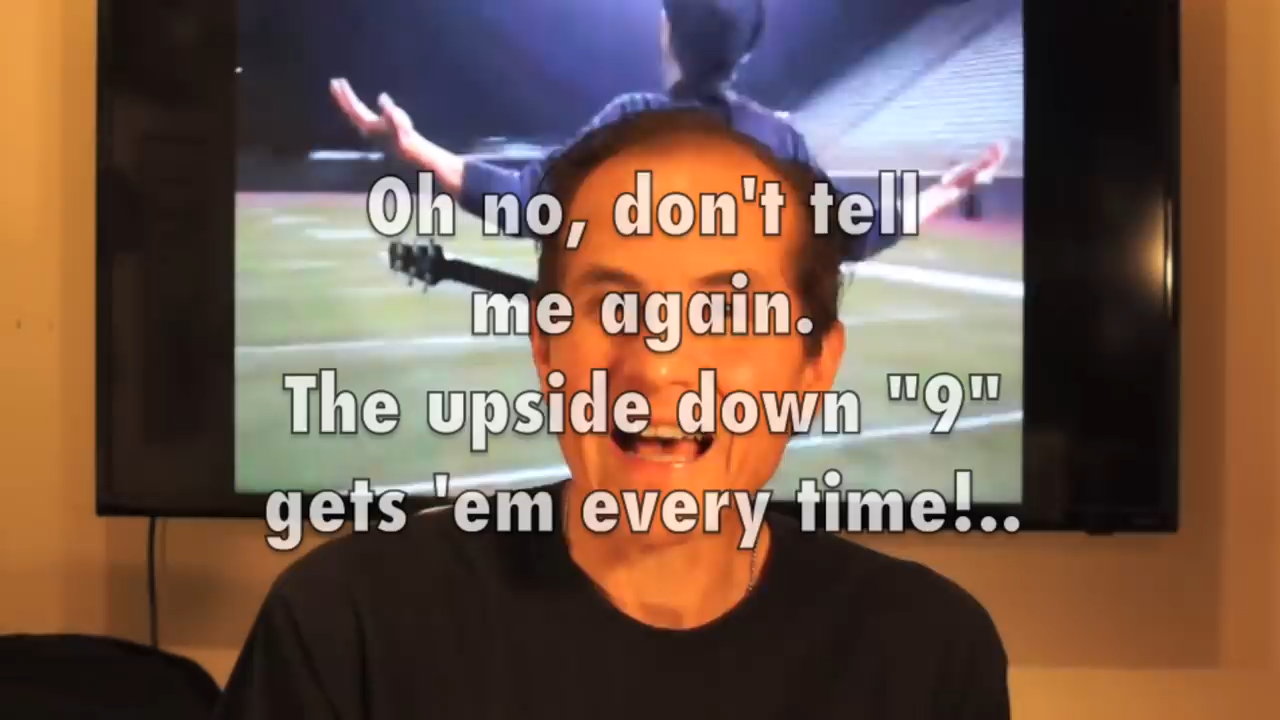 Oh no, don't tell
me again.
The upside down "9"
gets 'em every time!..